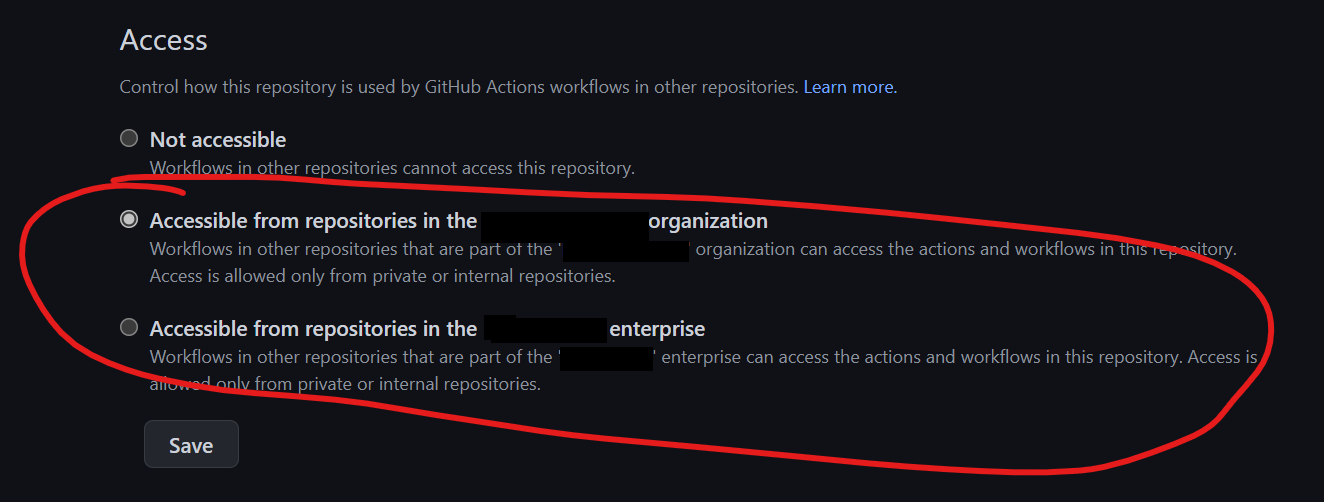 Access
Control how this repository is used by GitHub Actions workflows in other repositories. Learn more.
Not accessible
Workflows in other repositories cannot access this repository.
Accessible from repositories in the organization
Workflows in other repositories that are part of the ' organization can access the actions and workflows in this repository.
Access is allowed only from private or internal repositories.
Accessible from repositories in the enterprise
Workflows in other repositories that are part of the ' ' enterprise can access the actions and workflows in this repository. Access is
allowed only from private or internal repositories.
Save